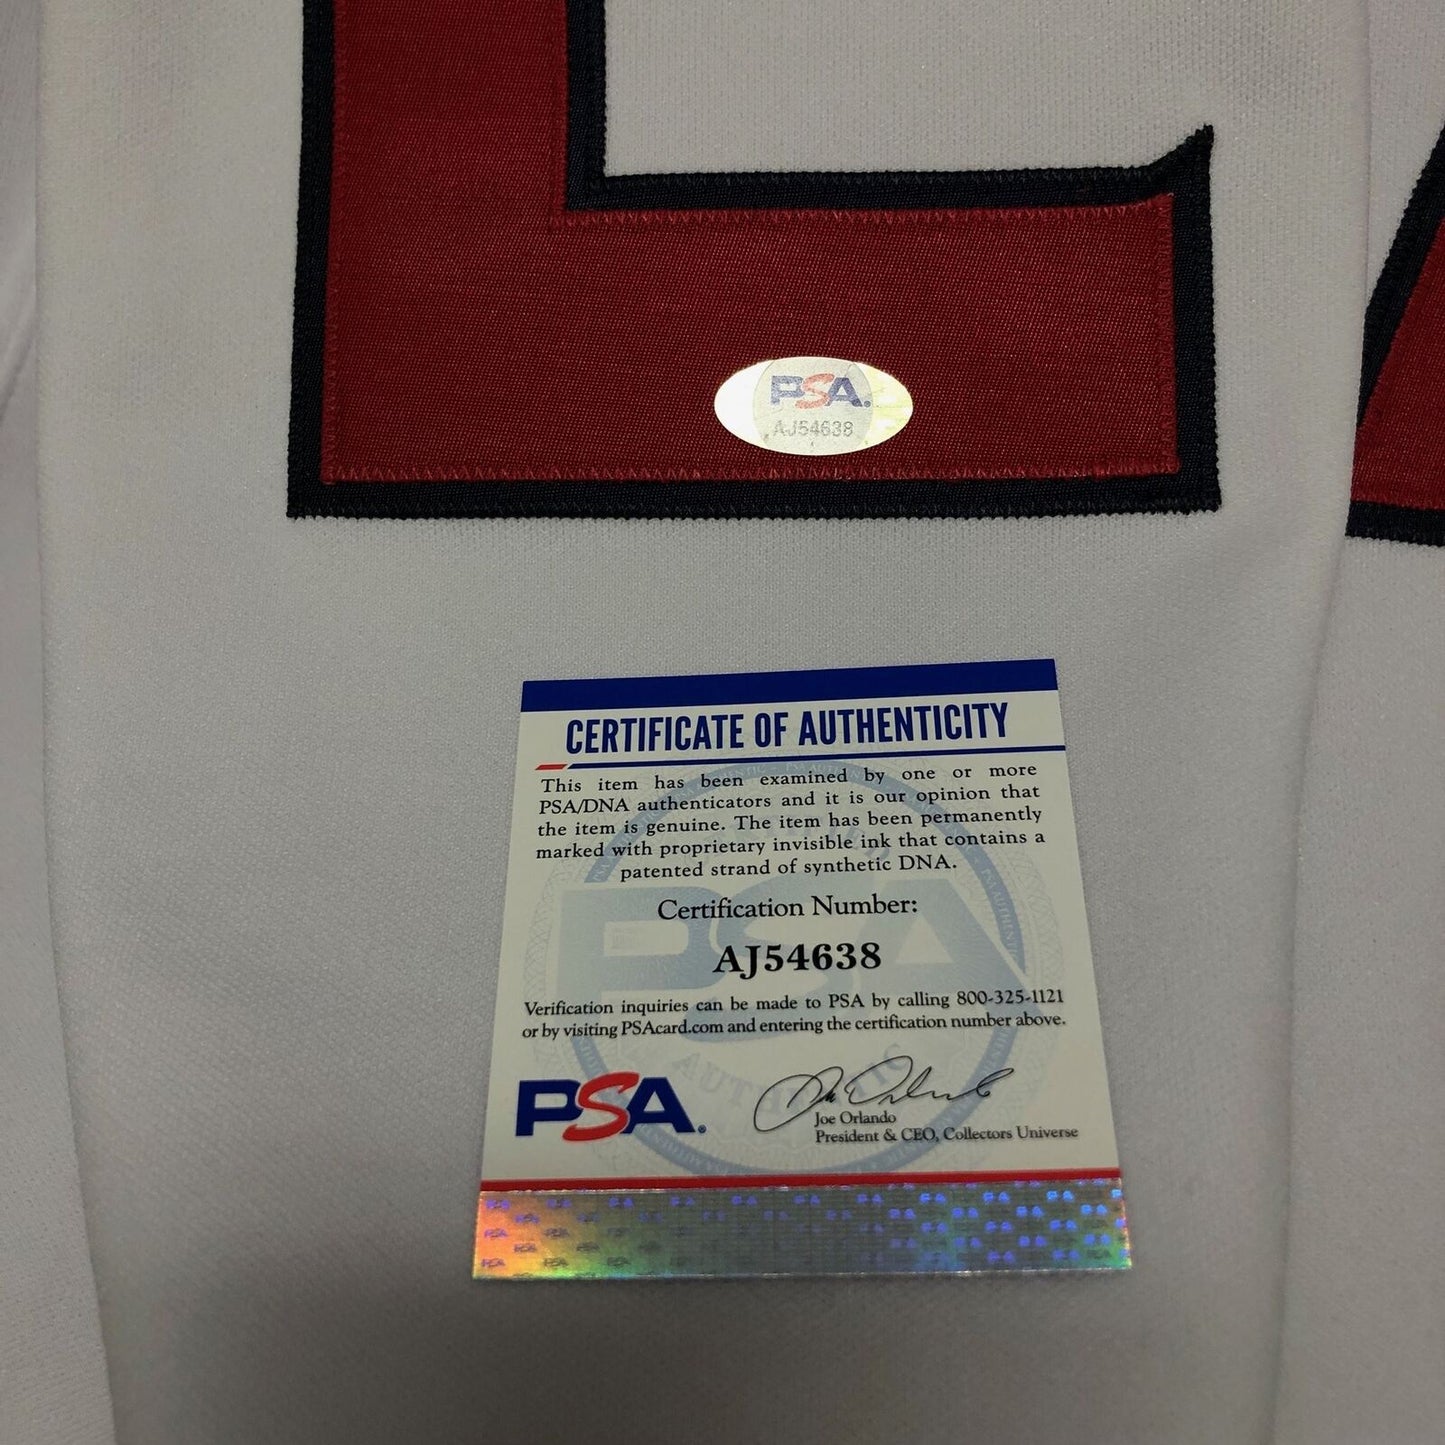 PSA.
AJ54638
CERTIFICATE OF AUTHENTICITY
This item has been examined by one or more
PSA/DNA authenticators and it is our opinion that
the item is genuine. The item has been permanently
marked with proprietary invisible ink that contains a
patented strand of synthetic DNA.
Certification Number:
AJ54638
Verification inquiries can be made to PSA by calling 800-325-1121
or by visiting PSAcard.com and entering the certification number above.
PSA.
Joe Orlando
President & CEO, Collectors Universe